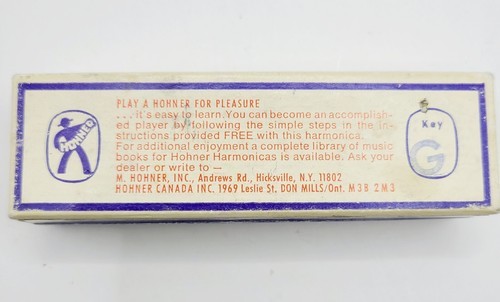 PLAY A HOHNER FOR PLEASURE
...it's easy to learn. You can become an accomplish-
ed player by following the simple steps in the in-
structions provided FREE with this harmonica.
For additional enjoyment a complete library of music
books for Hohner Harmonicas is available. Ask your
dealer or write to —
M. HOHNER, INC., Andrews Rd., Hicksville, N.Y. 11802
HOHNER CANADA INC. 1969 Leslie St, DON MILLS/Ont. M3B 2M3
HOHNER
Key
G